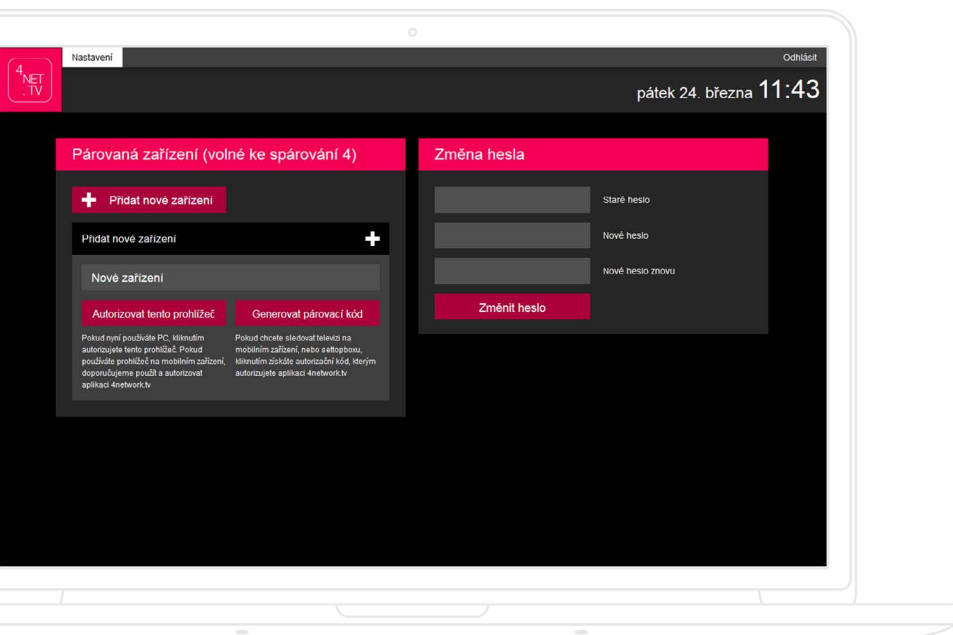 4
NET
.TV
Nastavení
Odhlásit
pátek 24. března 11:43
Párovaná zařízení (volné ke spárování 4)
Přidat nové zařízení
Přidat nové zařízení
Nové zařízení
Autorizovat tento prohlížeč
Generovat párovací kód
Pokud nyní používáte PC, kliknutím
autorizujete tento prohlížeč. Pokud
používáte prohlížeč na mobilním zařízení,
doporučujeme použít a autorizovat
aplikaci 4network.tv
Pokud chcete sledovat televizi na
mobilním zařízení, nebo settopboxu,
kliknutím získáte autorizační kód, kterým
autorizujete aplikaci 4network.tv
Změna hesla
Staré heslo
Nové heslo
Nové heslo znovu
Změnit heslo